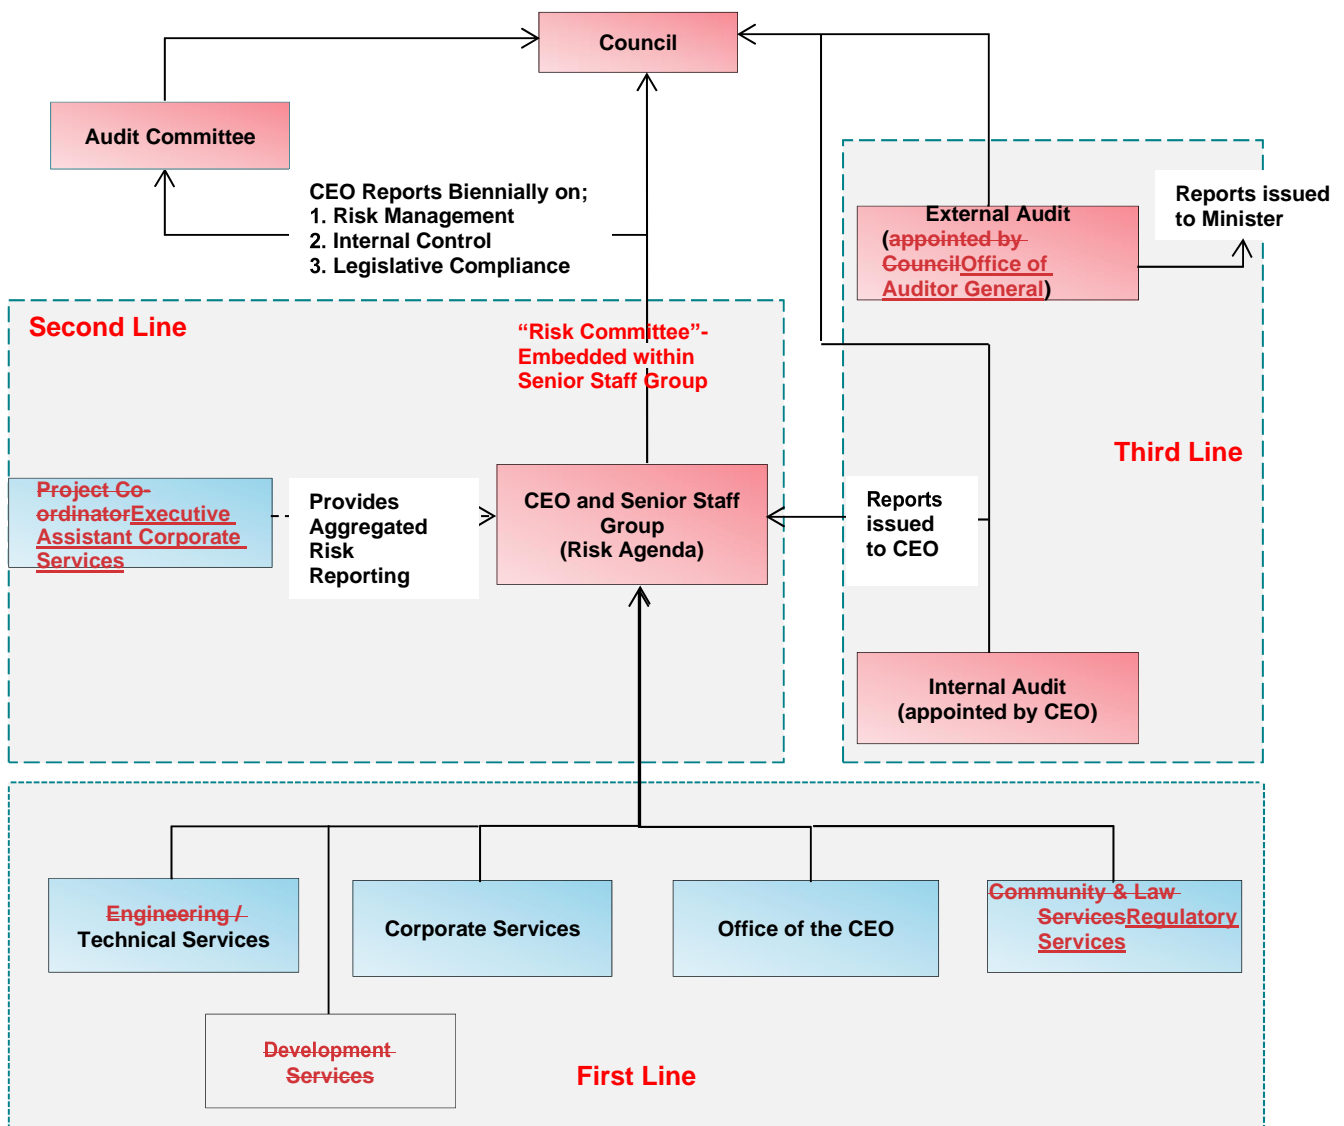 Council
Audit Committee
CEO Reports Biennially on;
1. Risk Management
2. Internal Control
3. Legislative Compliance
Reports issued
to Minister
External Audit
(appointed by
CouncilOffice of
Auditor General)
Second Line
“Risk Committee”-
Embedded within
Senior Staff Group
Third Line
Project Co-
ordinatorExecutive
Assistant Corporate
Services
Provides
Aggregated
Risk
Reporting
CEO and Senior Staff
Group
(Risk Agenda)
Reports
issued
to CEO
Internal Audit
(appointed by CEO)
Engineering /
Technical Services
Corporate Services
Office of the CEO
Community & Law
ServicesRegulatory
Services
Development
Services
First Line